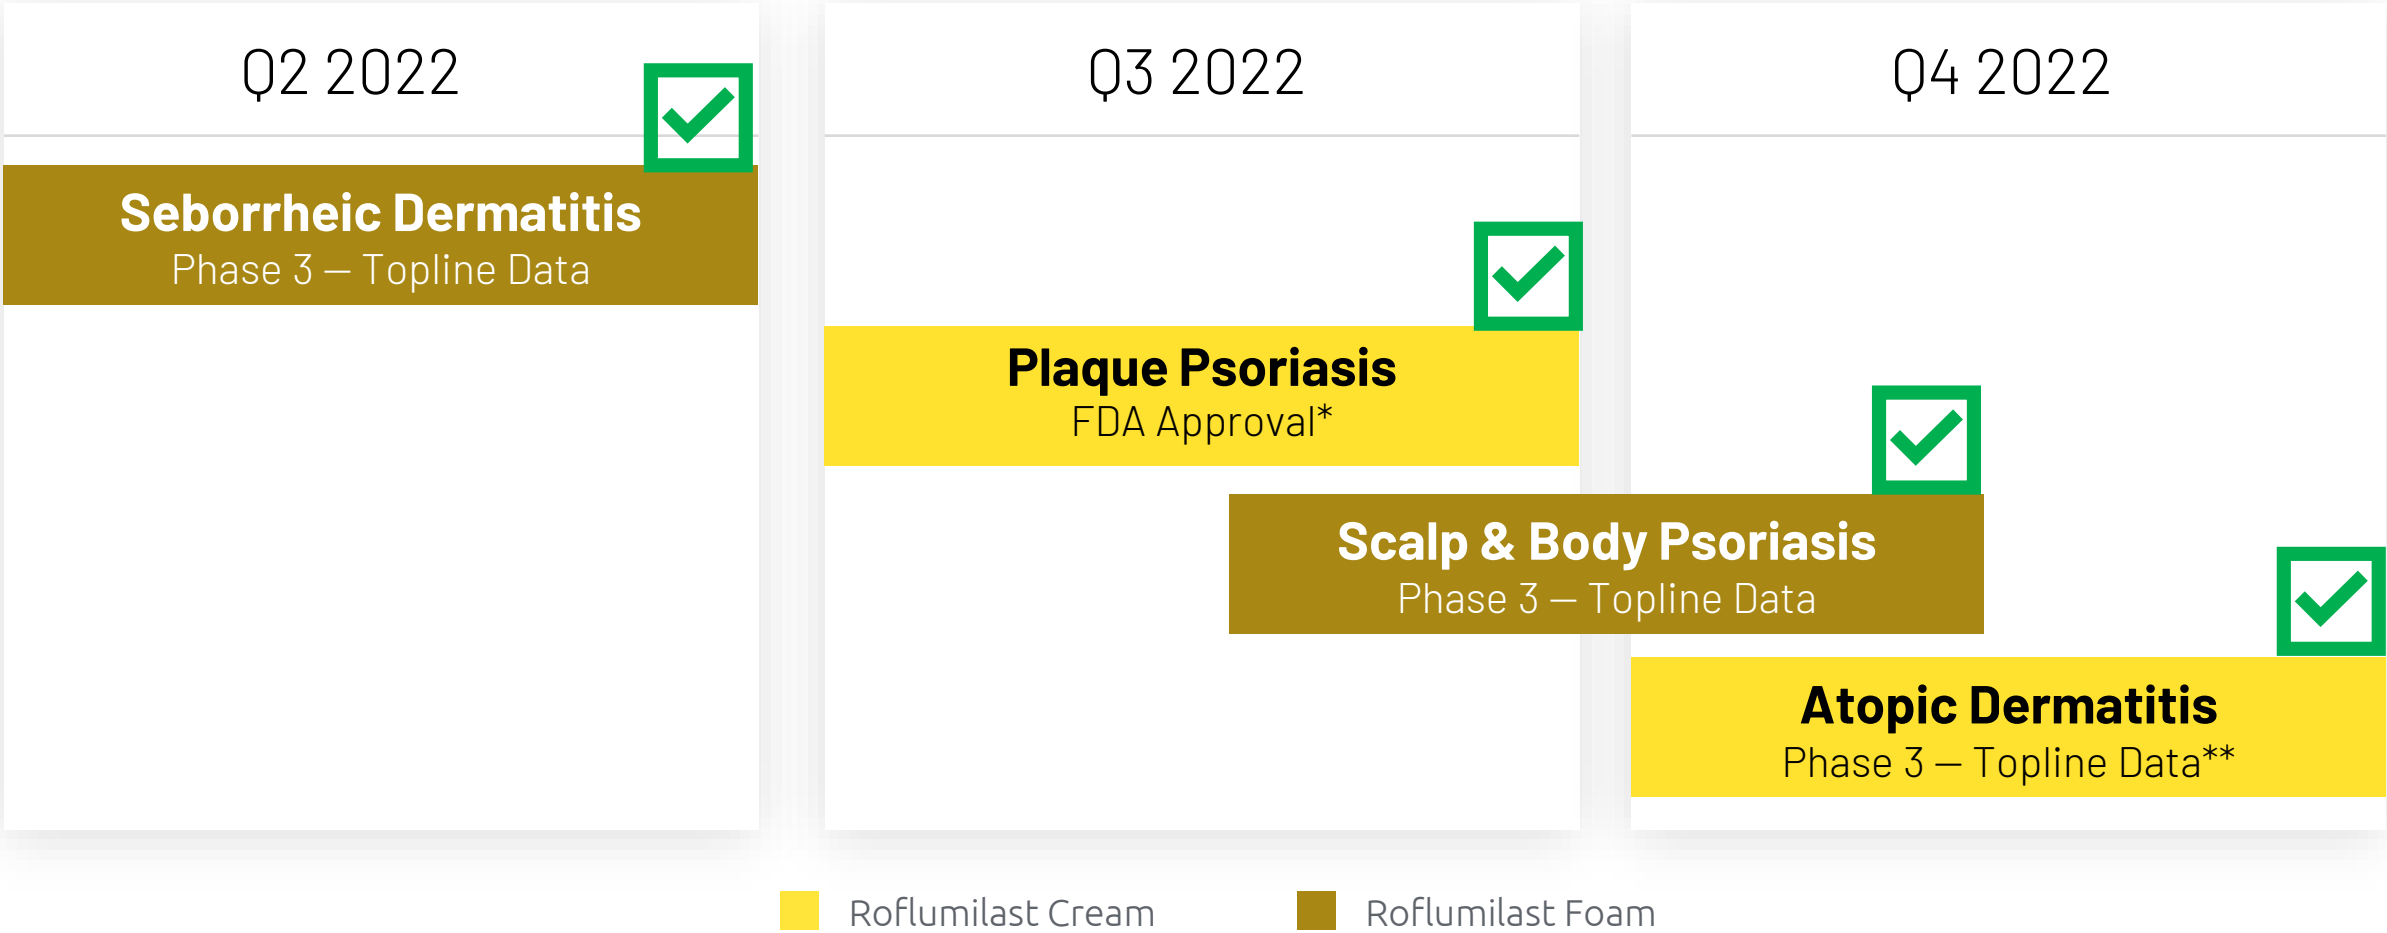 Q2 2022
Q3 2022
Q4 2022
Seborrheic Dermatitis
Phase 3 – Topline Data
Plaque Psoriasis
FDA Approval*
Scalp & Body Psoriasis
Phase 3 – Topline Data
Atopic Dermatitis
Phase 3 – Topline Data**
Roflumilast Cream
Roflumilast Foam